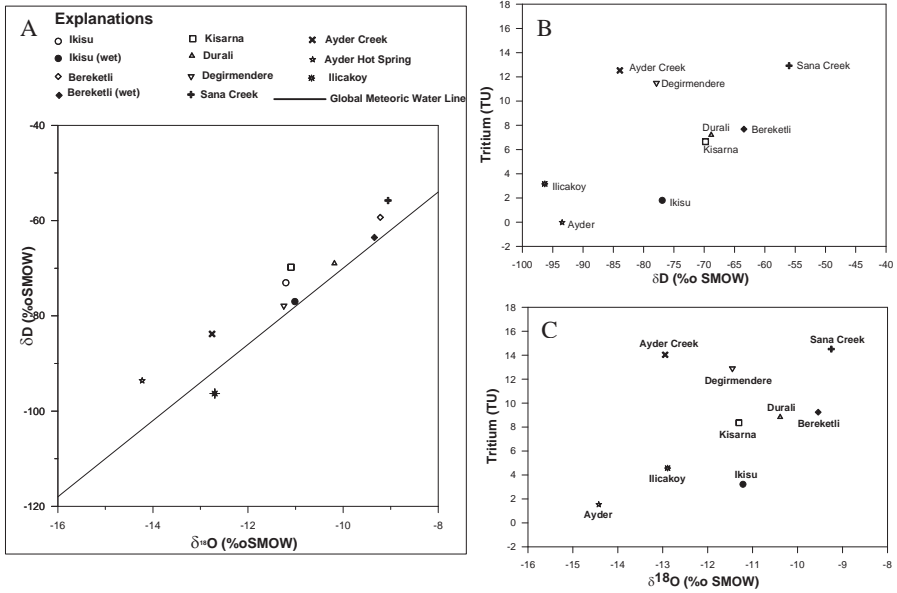 A
Explanations
Ikisu
Ikisu (wet)
Bereketli
Bereketli (wet)
Kisarna
Durali
Degirmendere
Sana Creek
Ayder Creek
Ayder Hot Spring
Ilicakoy
Global Meteoric Water Line
-40
-60
-80
-100
-120
δD (%oSMOW)
-16
-14
-12
-10
-8
δ¹⁸O (%oSMOW)
B
18
16
14
12
10
8
6
4
2
0
-2
Tritium (TU)
Ayder Creek
Sana Creek
Degirmendere
Durali
Bereketli
Kisarna
Ilicakoy
Ikisu
Ayder
-100 -95 -90 -85 -80 -75 -70 -65 -60 -55 -50 -45 -40
δD (%o SMOW)
C
18
16
14
12
10
8
6
4
2
0
-2
Tritium (TU)
Ayder Creek
Sana Creek
Degirmendere
Durali
Bereketli
Kisarna
Ilicakoy
Ikisu
Ayder
-16 -15 -14 -13 -12 -11 -10 -9 -8
δ18O (%o SMOW)